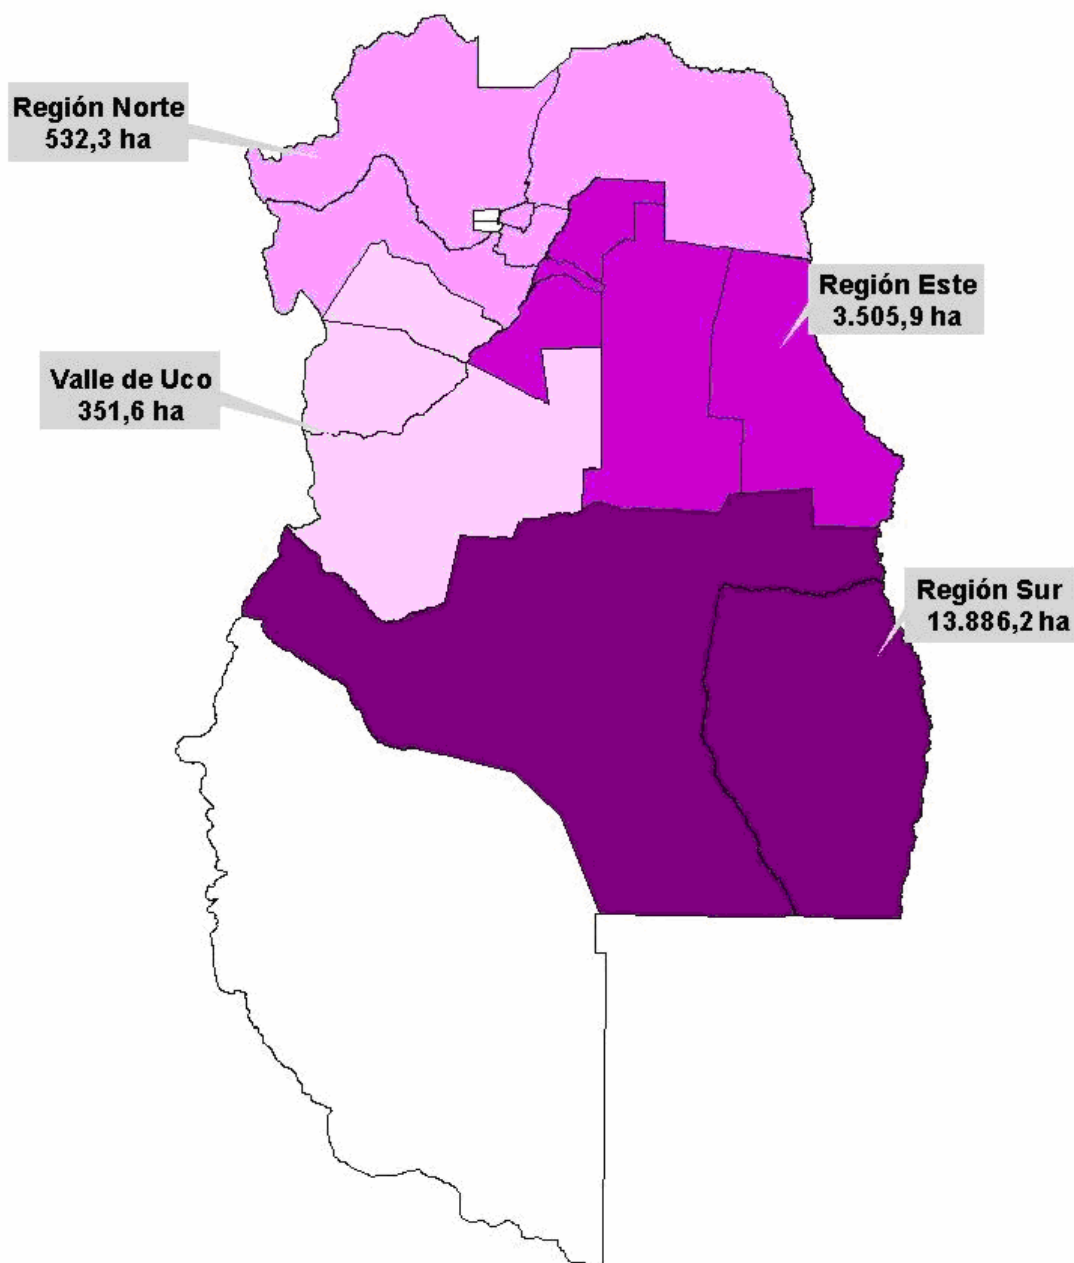 Región Norte
532,3 ha
Región Este
3.505,9 ha
Valle de Uco
351,6 ha
Región Sur
13.886,2 ha